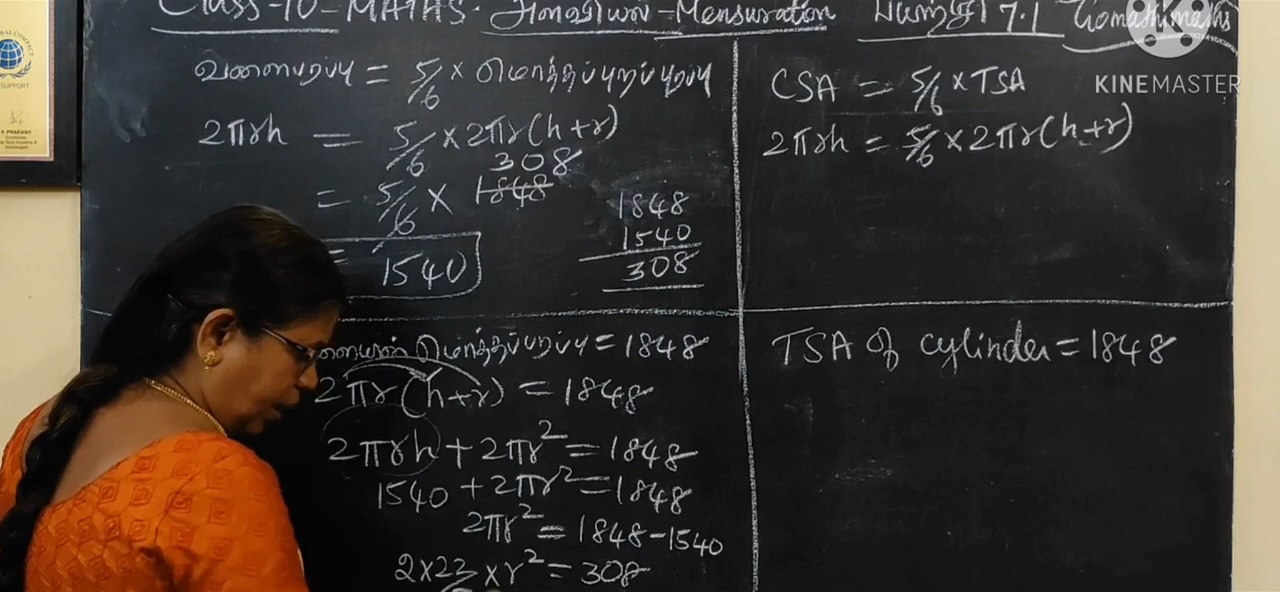 Class-10-MATHS. அளவியல்-Mensuration பயிற்சி 7.1 Gomathimaths
KINEMASTER
SUPPORT
வளைபரப்பு = 5/6 × மொத்தப்புறப்பரப்பு
2πrh = 5/6 × 2πr(h+r)
308
= 5/6 × 1848
= 1540
1848
1540
308
CSA = 5/6 × TSA
2πrh = 5/6 × 2πr(h+r)
மொத்தப்பரப்பு = 1848
2πr(h+r) = 1848
2πrh + 2πr² = 1848
1540 + 2πr² = 1848
2πr² = 1848-1540
2×22/ × r² = 308
TSA of cylinder = 1848